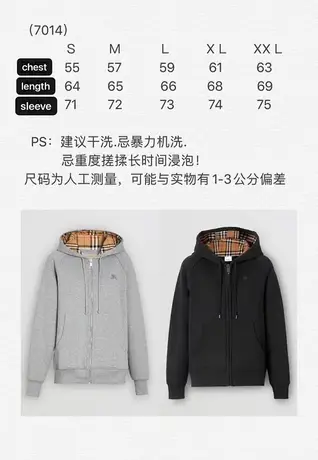 (7014)
S M L X L XX L
chest 55 57 59 61 63
length 64 65 66 68 69
sleeve 71 72 73 74 75
PS: 建议干洗.忌暴力机洗.
忌重度搓揉长时间浸泡!
尺码为人工测量，可能与实物有1-3公分偏差